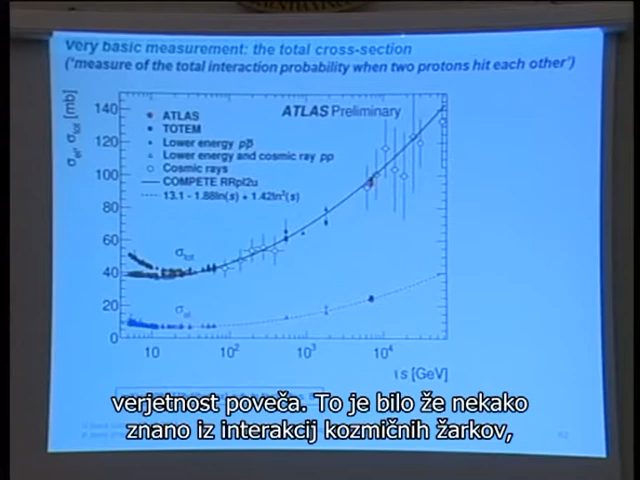 Very basic measurement: the total cross-section
('measure of the total interaction probability when two protons hit each other')
σel, σtot [mb]
140
120
100
80
60
40
20
0
ATLAS Preliminary
ATLAS
TOTEM
Lower energy pp̄
Lower energy and cosmic ray pp
Cosmic rays
COMPETE RRpl2u
13.1 - 1.88ln(s) + 1.42ln²(s)
σtot
σel
10
10²
10³
10⁴
√s [GeV]
verjetnost poveča. To je bilo že nekako
znano iz interakcij kozmičnih žarkov,